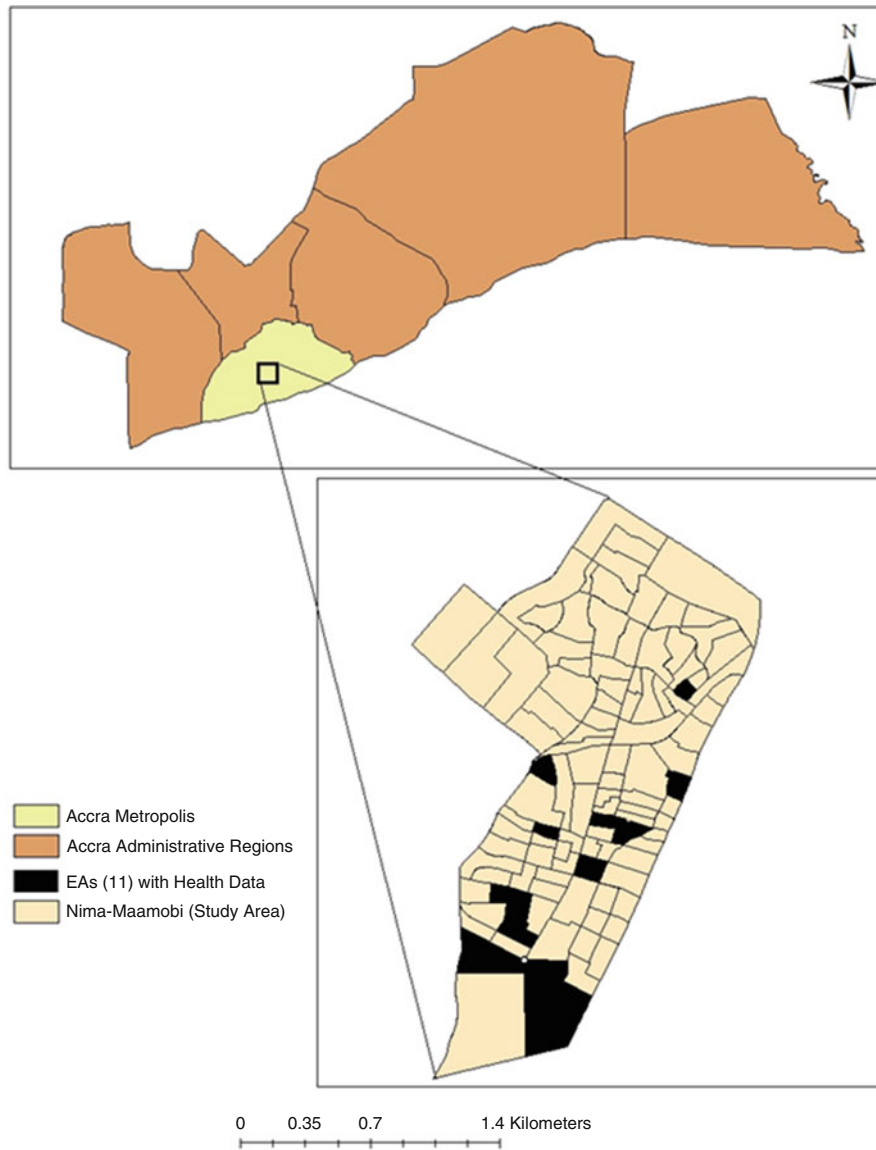 N
Accra Metropolis
Accra Administrative Regions
EAs (11) with Health Data
Nima-Maamobi (Study Area)
0 0.35 0.7 1.4 Kilometers